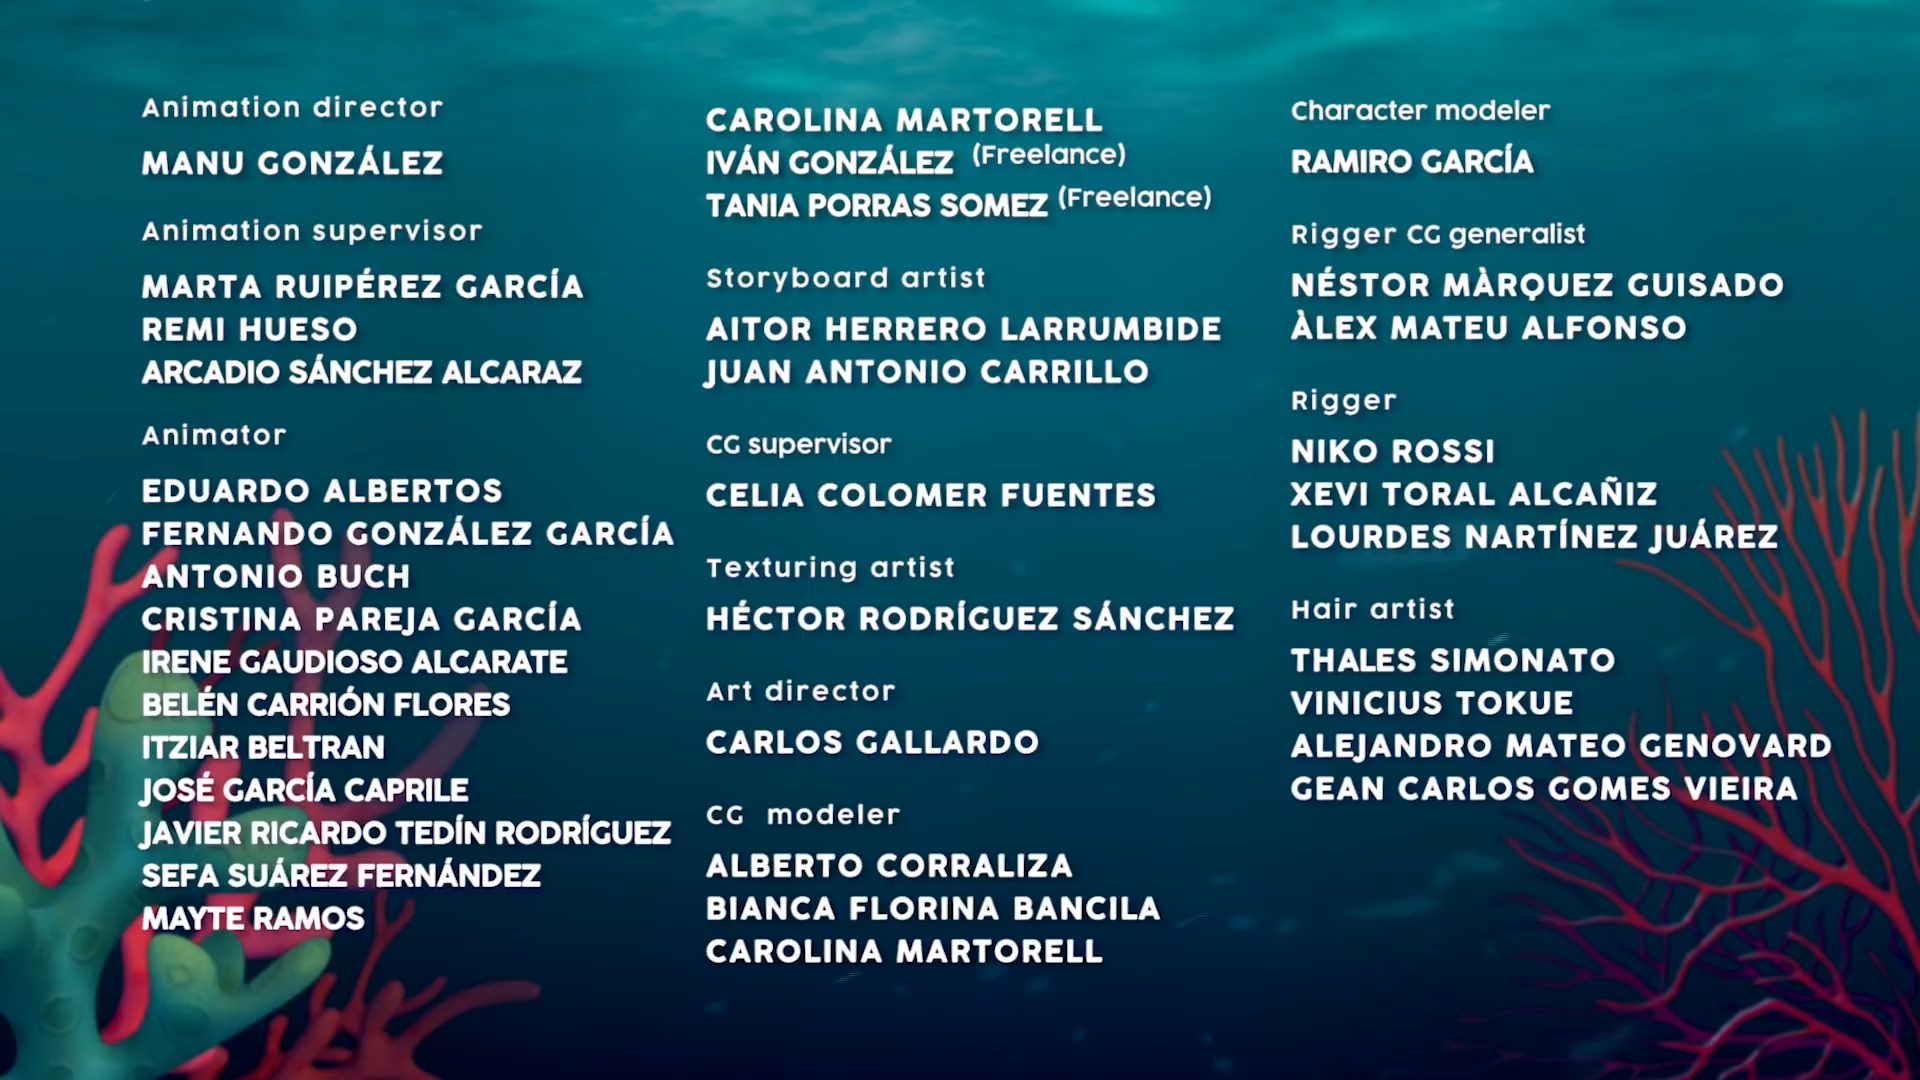 Animation director
MANU GONZÁLEZ
Animation supervisor
MARTA RUIPÉREZ GARCÍA
REMI HUESO
ARCADIO SÁNCHEZ ALCARAZ
Animator
EDUARDO ALBERTOS
FERNANDO GONZÁLEZ GARCÍA
ANTONIO BUCH
CRISTINA PAREJA GARCÍA
IRENE GAUDIOSO ALCARATE
BELÉN CARRIÓN FLORES
ITZIAR BELTRAN
JOSÉ GARCÍA CAPRILE
JAVIER RICARDO TEDÍN RODRÍGUEZ
SEFA SUÁREZ FERNÁNDEZ
MAYTE RAMOS
CAROLINA MARTORELL
IVÁN GONZÁLEZ (Freelance)
TANIA PORRAS SOMEZ (Freelance)
Storyboard artist
AITOR HERRERO LARRUMBIDE
JUAN ANTONIO CARRILLO
CG supervisor
CELIA COLOMER FUENTES
Texturing artist
HÉCTOR RODRÍGUEZ SÁNCHEZ
Art director
CARLOS GALLARDO
CG modeler
ALBERTO CORRALIZA
BIANCA FLORINA BANCILA
CAROLINA MARTORELL
Character modeler
RAMIRO GARCÍA
Rigger CG generalist
NÉSTOR MÀRQUEZ GUISADO
ÀLEX MATEU ALFONSO
Rigger
NIKO ROSSI
XEVI TORAL ALCAÑIZ
LOURDES NARTÍNEZ JUÁREZ
Hair artist
THALES SIMONATO
VINICIUS TOKUE
ALEJANDRO MATEO GENOVARD
GEAN CARLOS GOMES VIEIRA